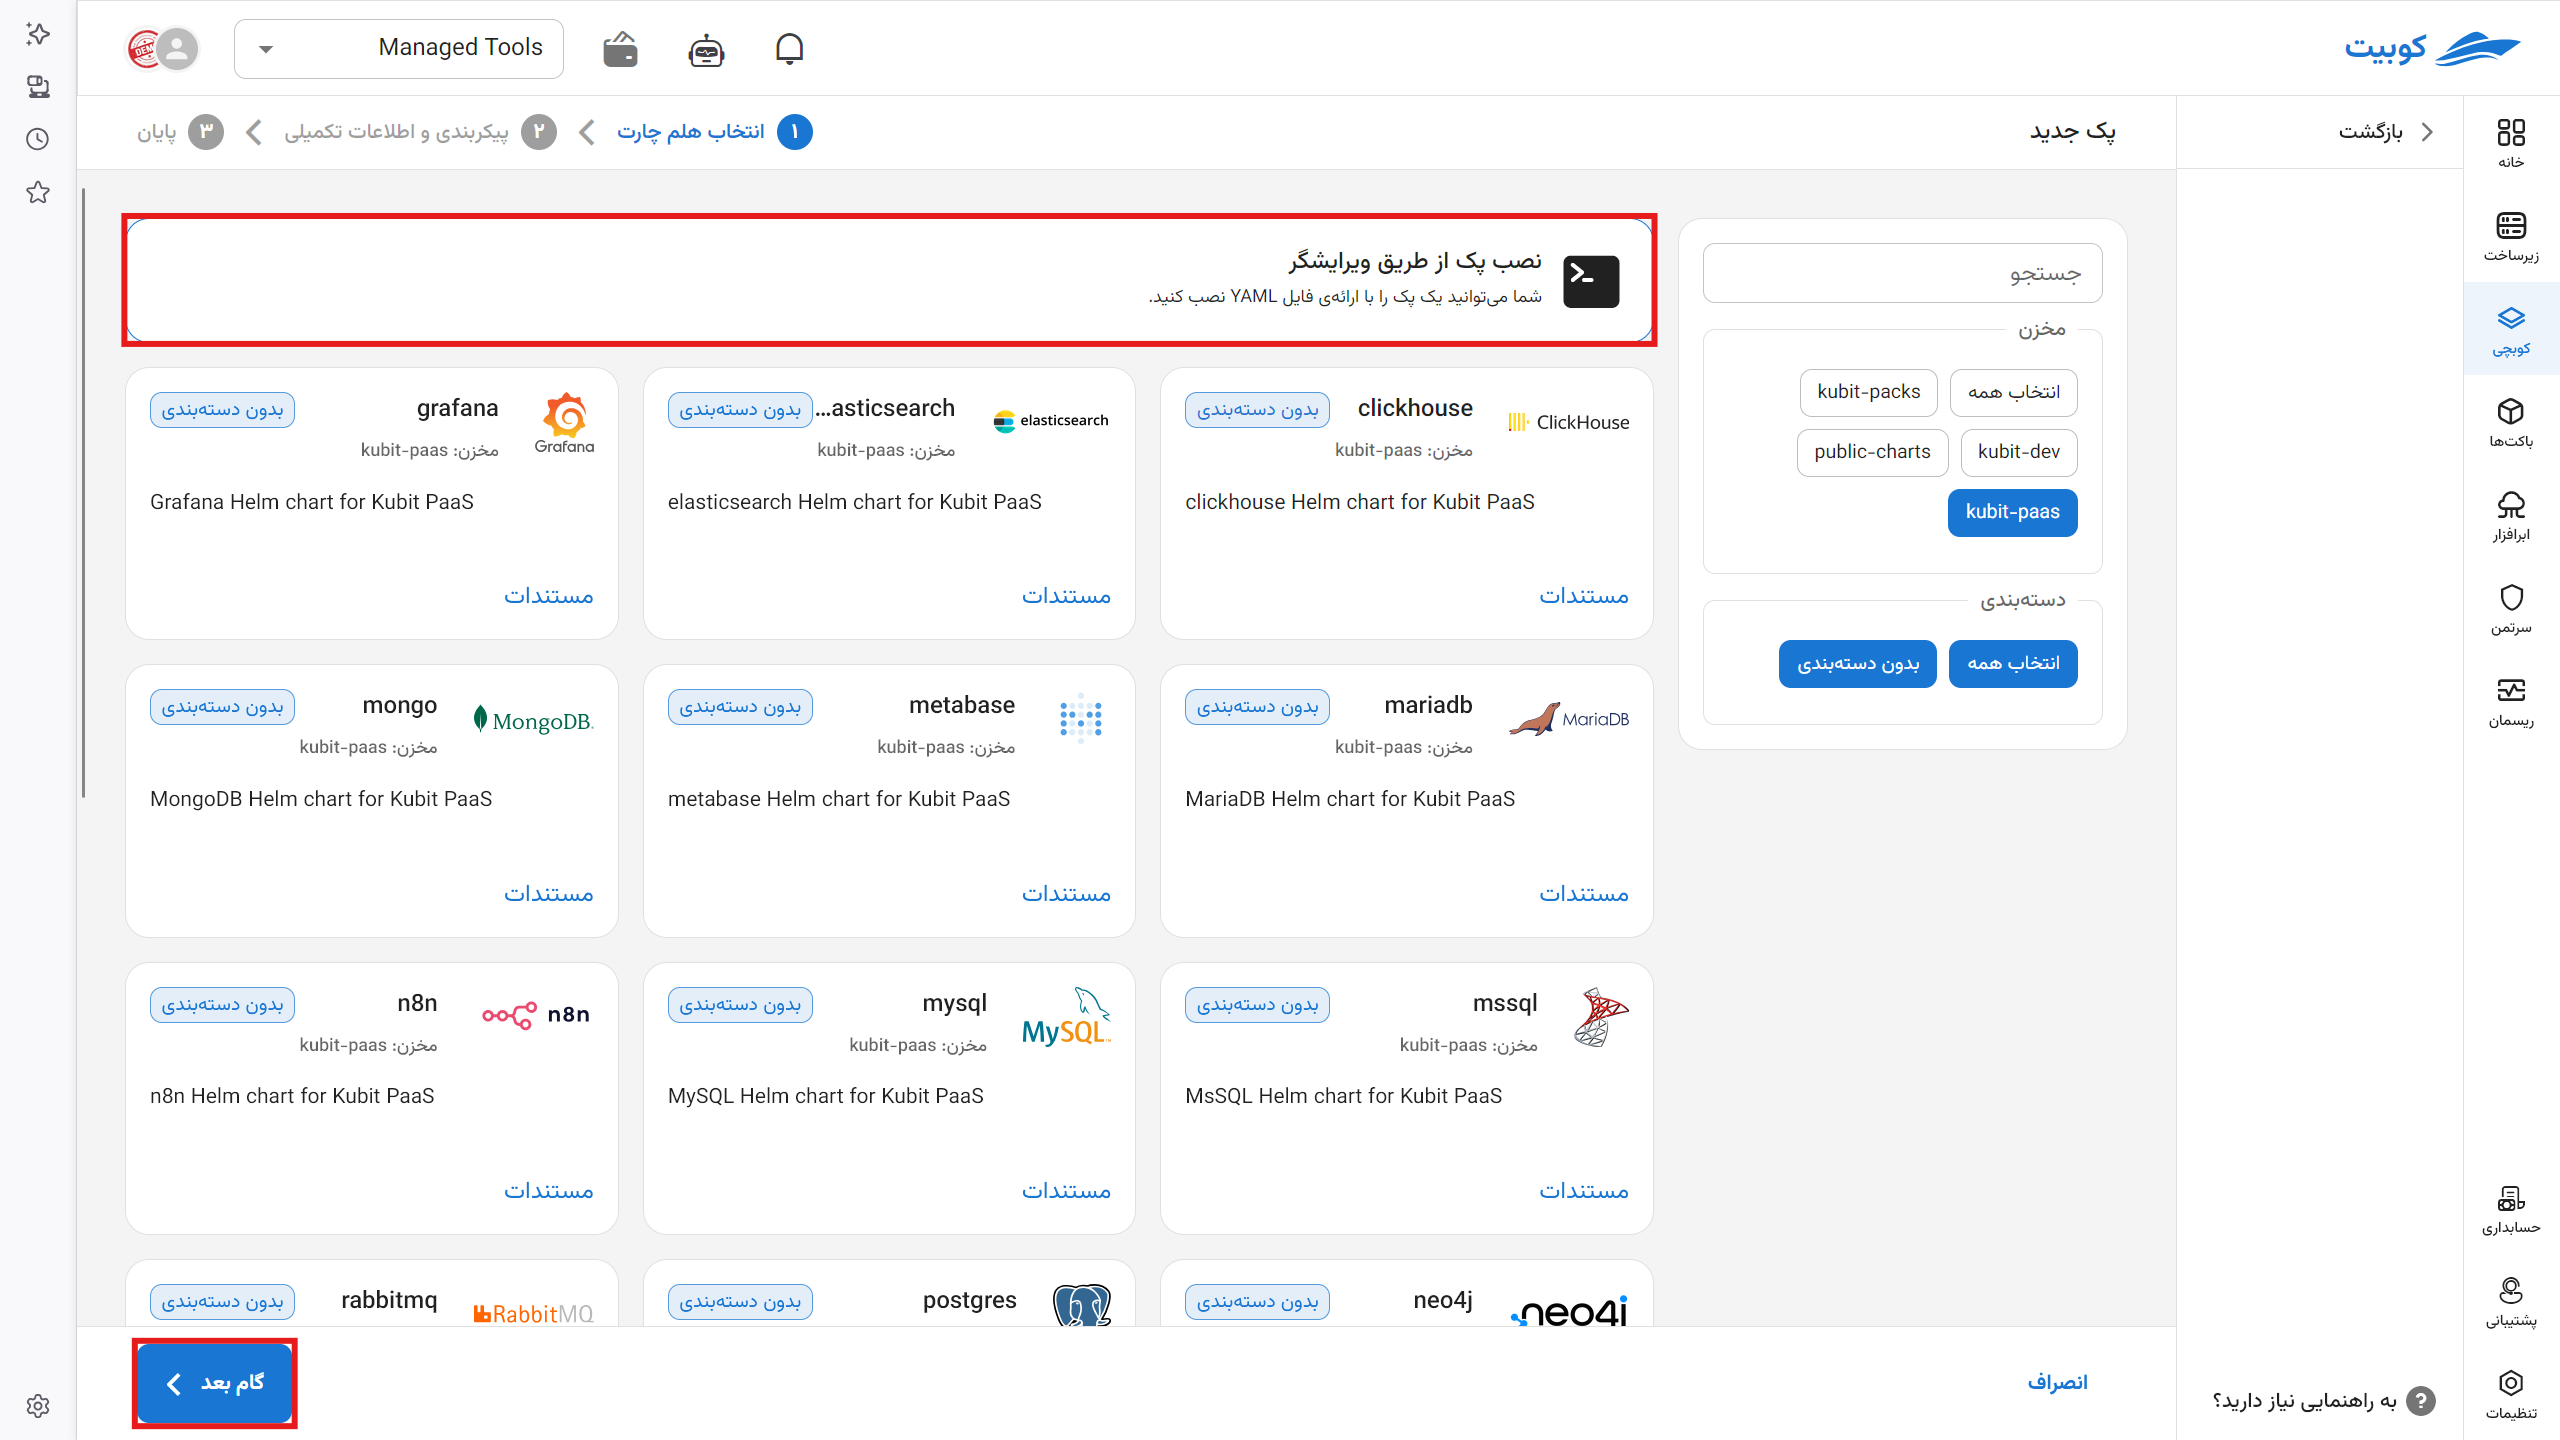 کوبیت
Managed Tools
خانه
زیرساخت
کوبچی
باکت‌ها
ابرافزار
سرتمن
ریسمان
حسابداری
پشتیبانی
تنظیمات
بازگشت
به راهنمایی نیاز دارید؟
?
پک جدید
۱ انتخاب هلم چارت
۲ پیکربندی و اطلاعات تکمیلی
۳ پایان
جستجو
مخزن
انتخاب همه kubit-packs
kubit-dev public-charts
kubit-paas
دسته‌بندی
انتخاب همه بدون دسته‌بندی
نصب پک از طریق ویرایشگر
شما می‌توانید یک پک را با ارائه‌ی فایل YAML نصب کنید.
ClickHouse
clickhouse
بدون دسته‌بندی
مخزن: kubit-paas
clickhouse Helm chart for Kubit PaaS
مستندات
elasticsearch
...asticsearch
بدون دسته‌بندی
مخزن: kubit-paas
elasticsearch Helm chart for Kubit PaaS
مستندات
Grafana
grafana
بدون دسته‌بندی
مخزن: kubit-paas
Grafana Helm chart for Kubit PaaS
مستندات
MariaDB
mariadb
بدون دسته‌بندی
مخزن: kubit-paas
MariaDB Helm chart for Kubit PaaS
مستندات
metabase
بدون دسته‌بندی
مخزن: kubit-paas
metabase Helm chart for Kubit PaaS
مستندات
MongoDB.
mongo
بدون دسته‌بندی
مخزن: kubit-paas
MongoDB Helm chart for Kubit PaaS
مستندات
mssql
بدون دسته‌بندی
مخزن: kubit-paas
MsSQL Helm chart for Kubit PaaS
مستندات
MySQL
mysql
بدون دسته‌بندی
مخزن: kubit-paas
MySQL Helm chart for Kubit PaaS
مستندات
n8n
n8n
بدون دسته‌بندی
مخزن: kubit-paas
n8n Helm chart for Kubit PaaS
مستندات
neo4j
neo4j
بدون دسته‌بندی
postgres
بدون دسته‌بندی
RabbitMQ
rabbitmq
بدون دسته‌بندی
انصراف
گام بعد